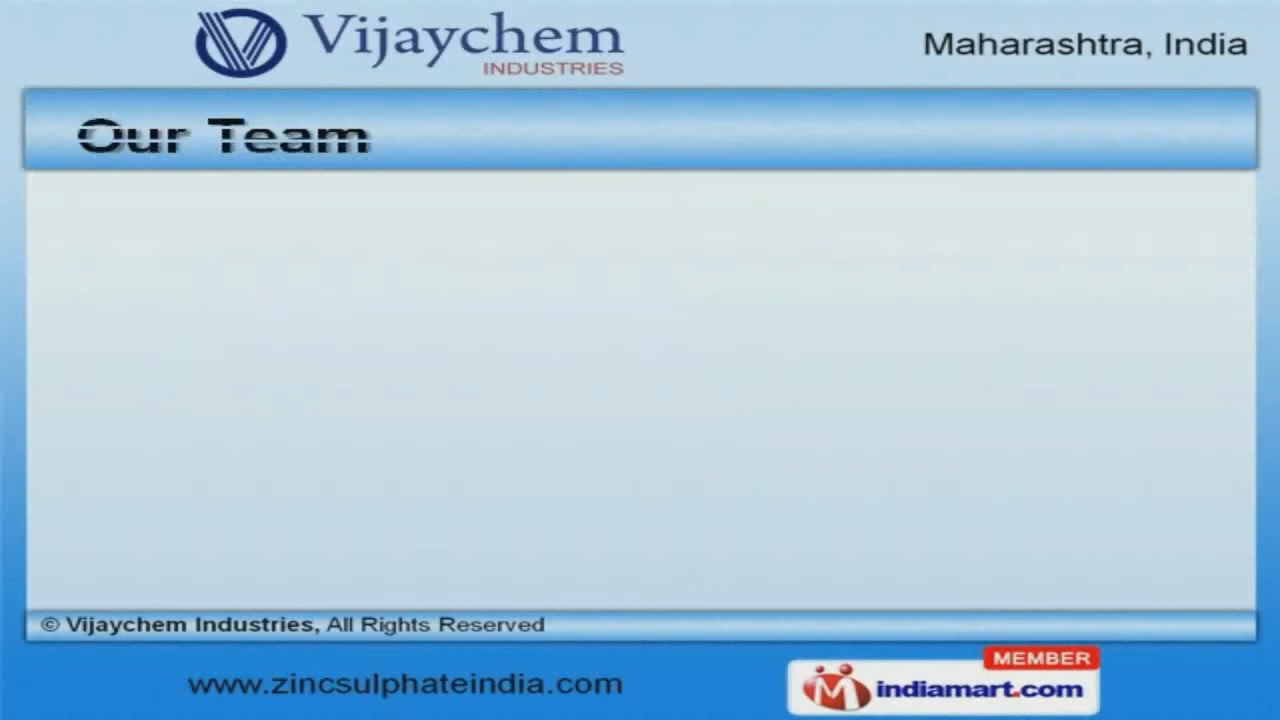 Vijaychem
INDUSTRIES
Maharashtra, India
Our Team
© Vijaychem Industries, All Rights Reserved
www.zincsulphateindia.com
MEMBER
indiamart.com